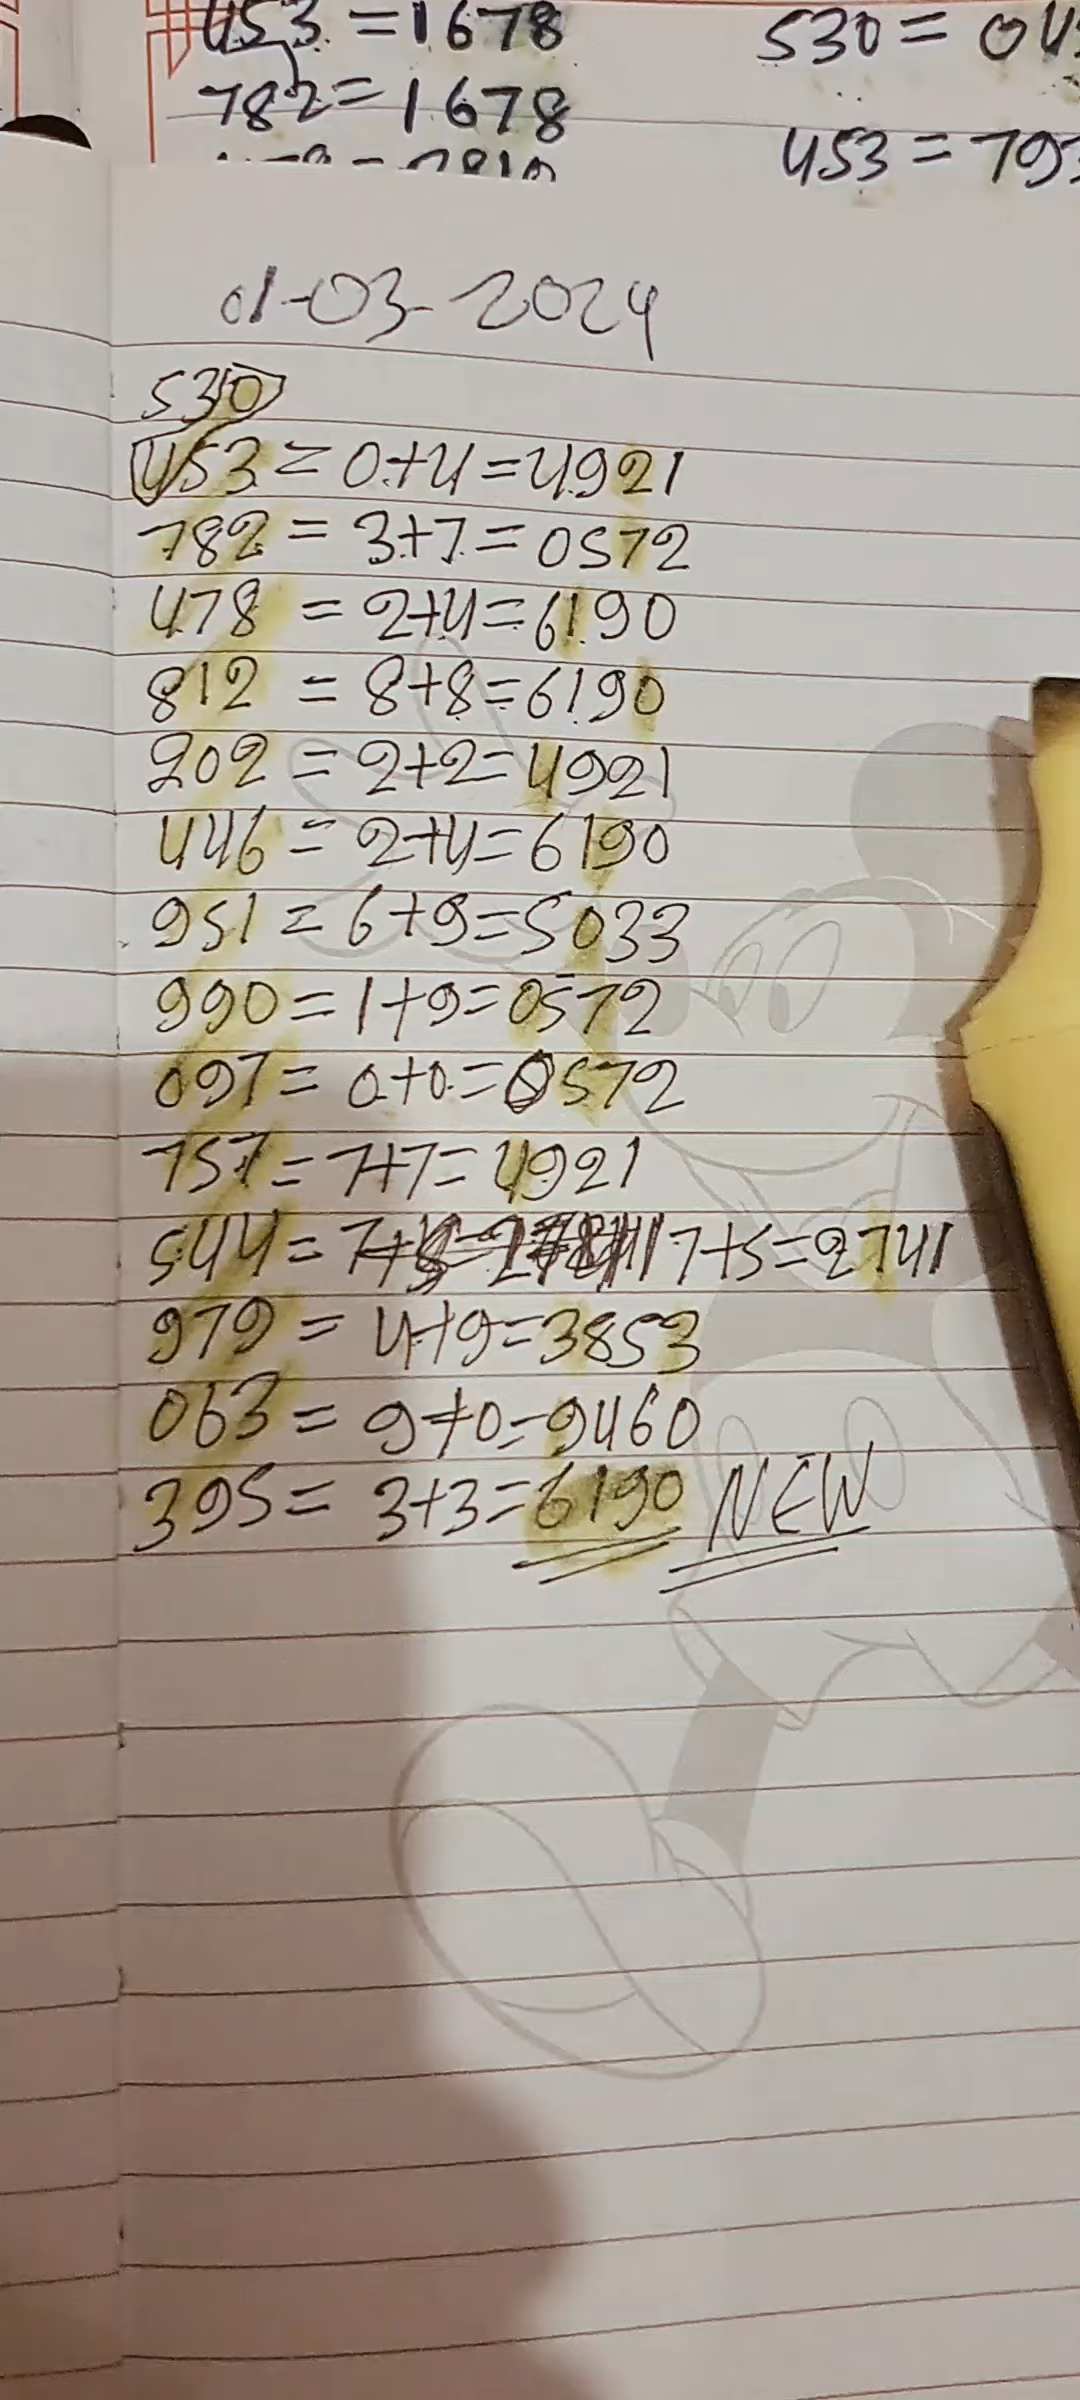 453 = 1678
782 = 1678
530 =
453 = 793
01-03-2024
530
453 = 0+4 = 4921
782 = 3+7 = 0572
478 = 2+4 = 6190
812 = 8+8 = 6190
202 = 2+2 = 4921
446 = 2+4 = 6190
951 = 6+9 = 5033
990 = 1+9 = 0572
097 = 0+0 = 0572
757 = 7+7 = 4921
544 = 7+5 = 2741
979 = 4+9 = 3853
063 = 9+0 = 9460
395 = 3+3 = 6190 NEW